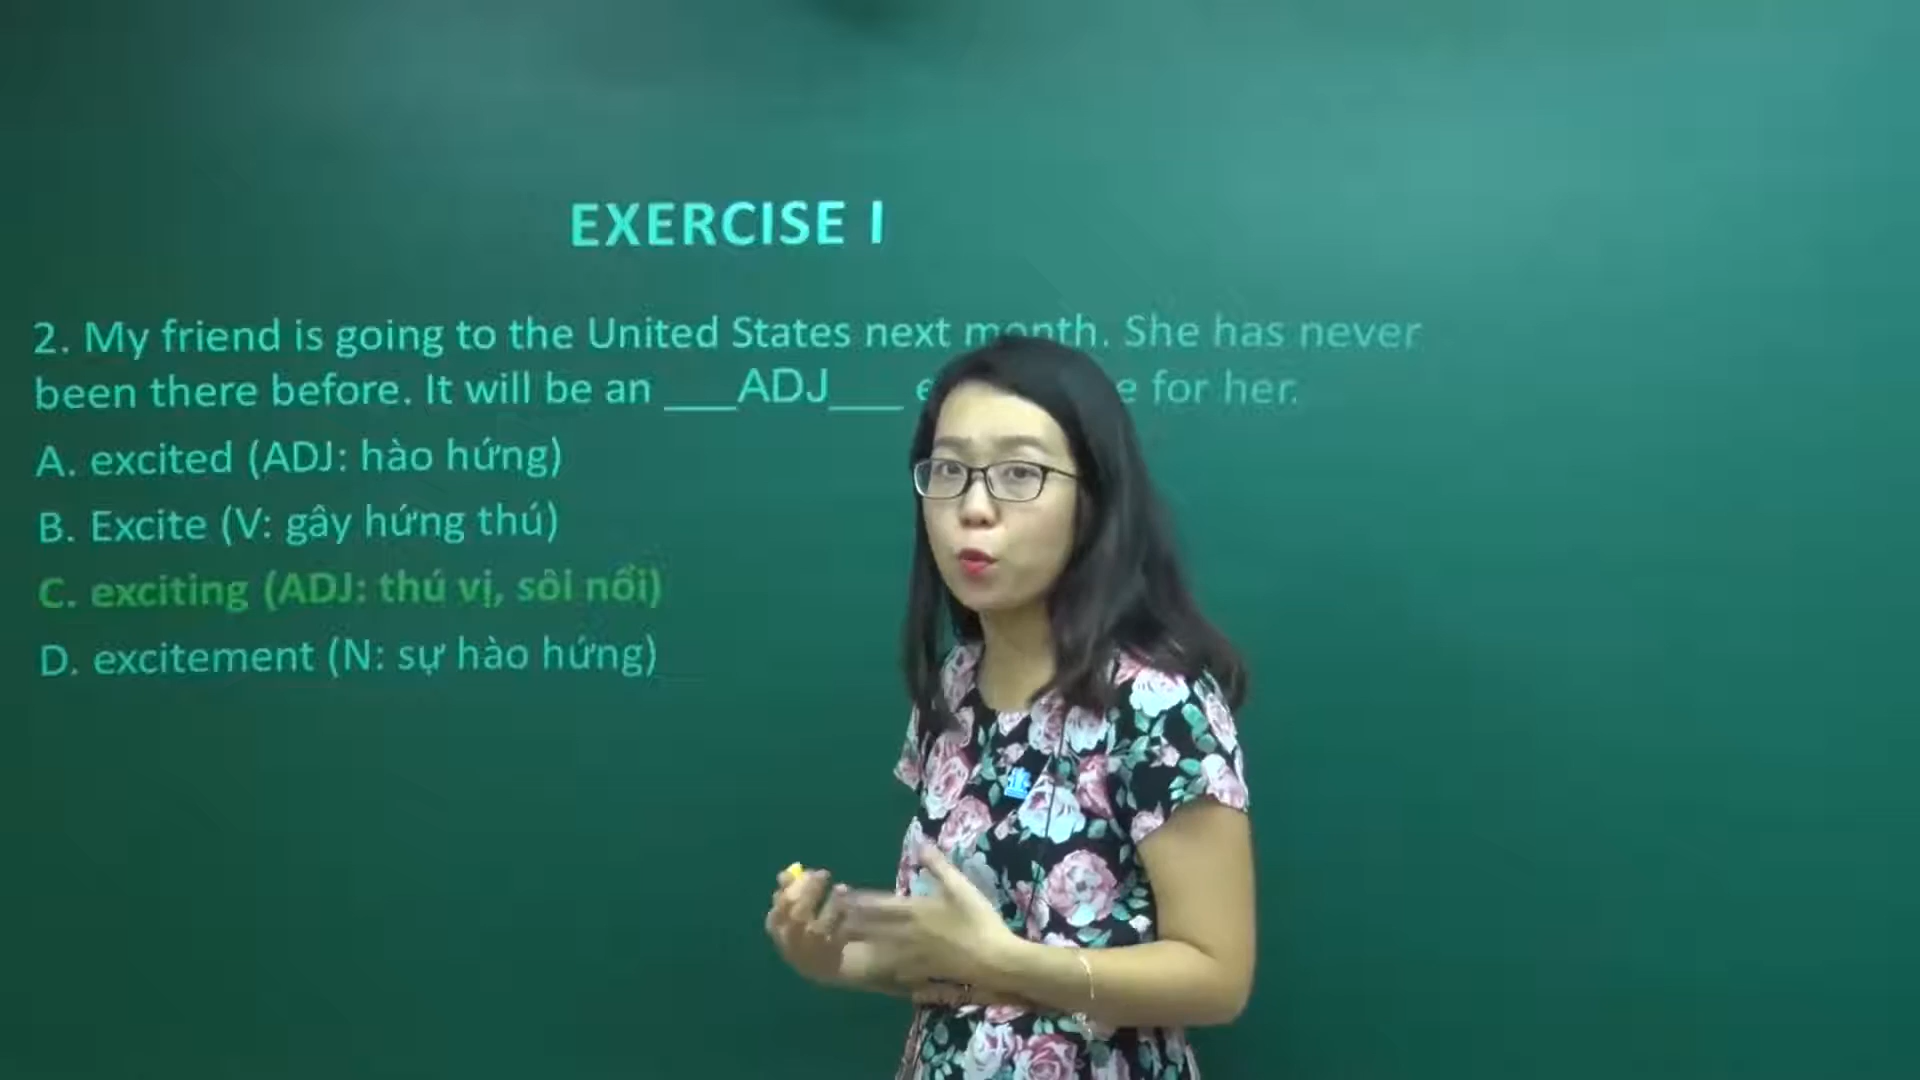 EXERCISE I
2. My friend is going to the United States next month. She has never
been there before. It will be an ___ADJ___ for her.
A. excited (ADJ: hào hứng)
B. Excite (V: gây hứng thú)
C. exciting (ADJ: thú vị, sôi nổi)
D. excitement (N: sự hào hứng)